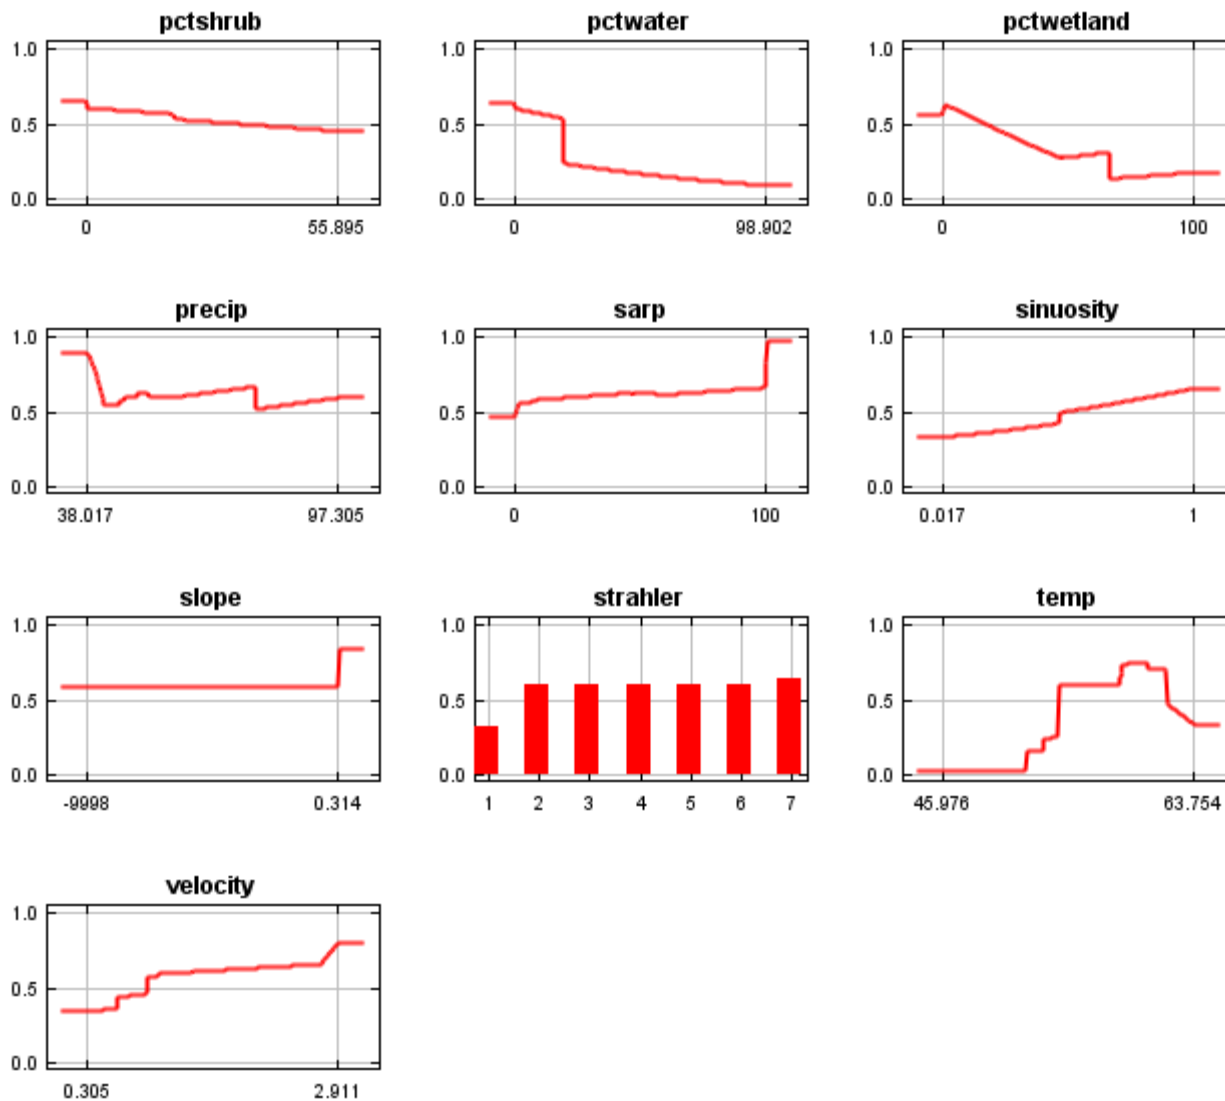 pctshrub pctwater pctwetland
1.0 1.0 1.0
0.5 0.5 0.5
0.0 0.0 0.0
0 55.895 0 98.902 0 100
precip sarp sinuosity
1.0 1.0 1.0
0.5 0.5 0.5
0.0 0.0 0.0
38.017 97.305 0 100 0.017 1
slope strahler temp
1.0 1.0 1.0
0.5 0.5 0.5
0.0 0.0 0.0
-9998 0.314 1 2 3 4 5 6 7 45.976 63.754
velocity
1.0
0.5
0.0
0.305 2.911